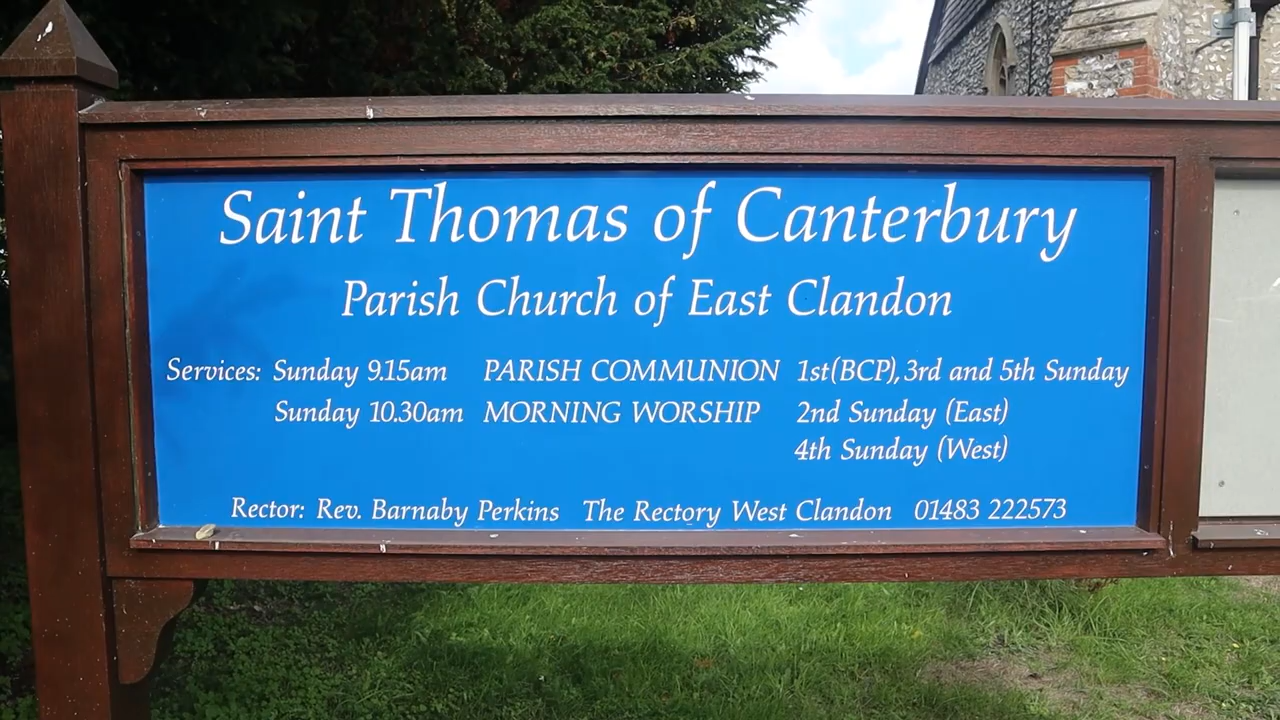 Saint Thomas of Canterbury
Parish Church of East Clandon
Services: Sunday 9.15am PARISH COMMUNION 1st(BCP), 3rd and 5th Sunday
Sunday 10.30am MORNING WORSHIP 2nd Sunday (East)
4th Sunday (West)
Rector: Rev. Barnaby Perkins The Rectory West Clandon 01483 222573